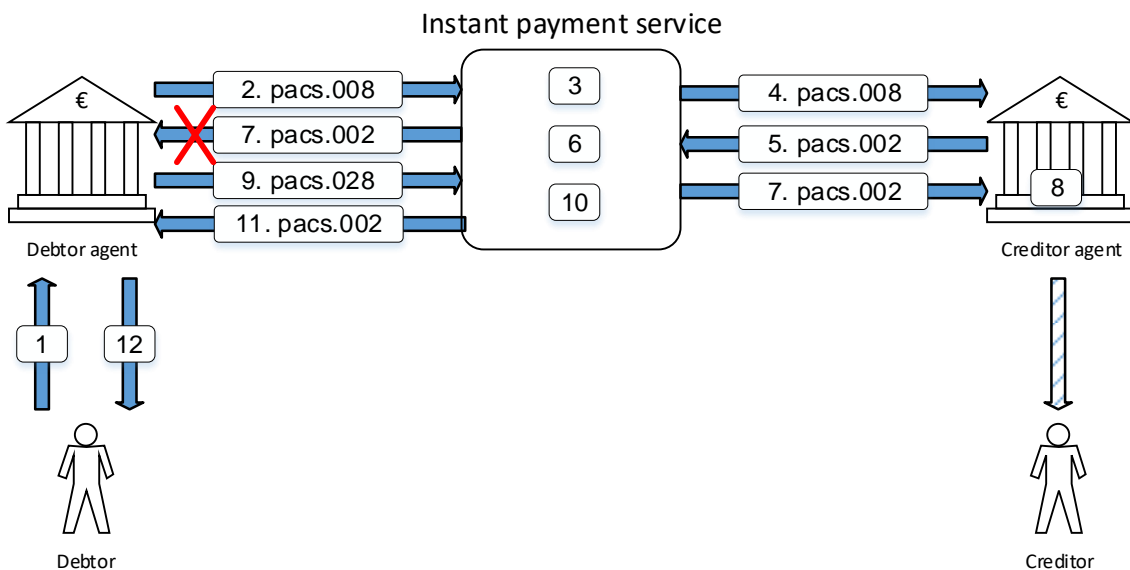 Instant payment service
€
2. pacs.008
3
4. pacs.008
€
7. pacs.002
6
5. pacs.002
9. pacs.028
10
7. pacs.002
8
11. pacs.002
Debtor agent
Creditor agent
1
12
Debtor
Creditor